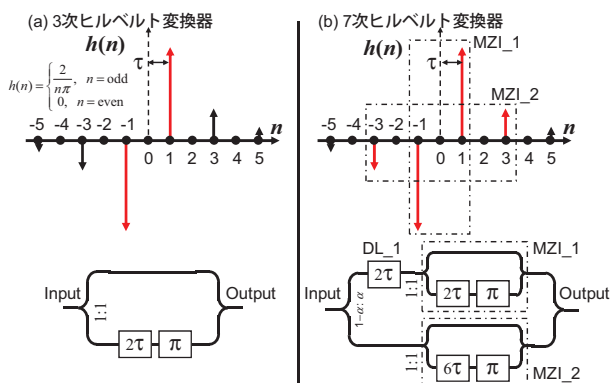 (a) 3次ヒルベルト変換器
h(n)
τ
h(n) = { 2/nπ, n = odd
0, n = even
n
-5 -4 -3 -2 -1 0 1 2 3 4 5
Input
1:1
2τ
π
Output
(b) 7次ヒルベルト変換器
h(n)
MZI_1
τ
MZI_2
n
-5 -4 -3 -2 -1 0 1 2 3 4 5
DL_1
MZI_1
2τ
1:1
2τ
π
Input
1-α: α
Output
1:1
6τ
π
MZI_2